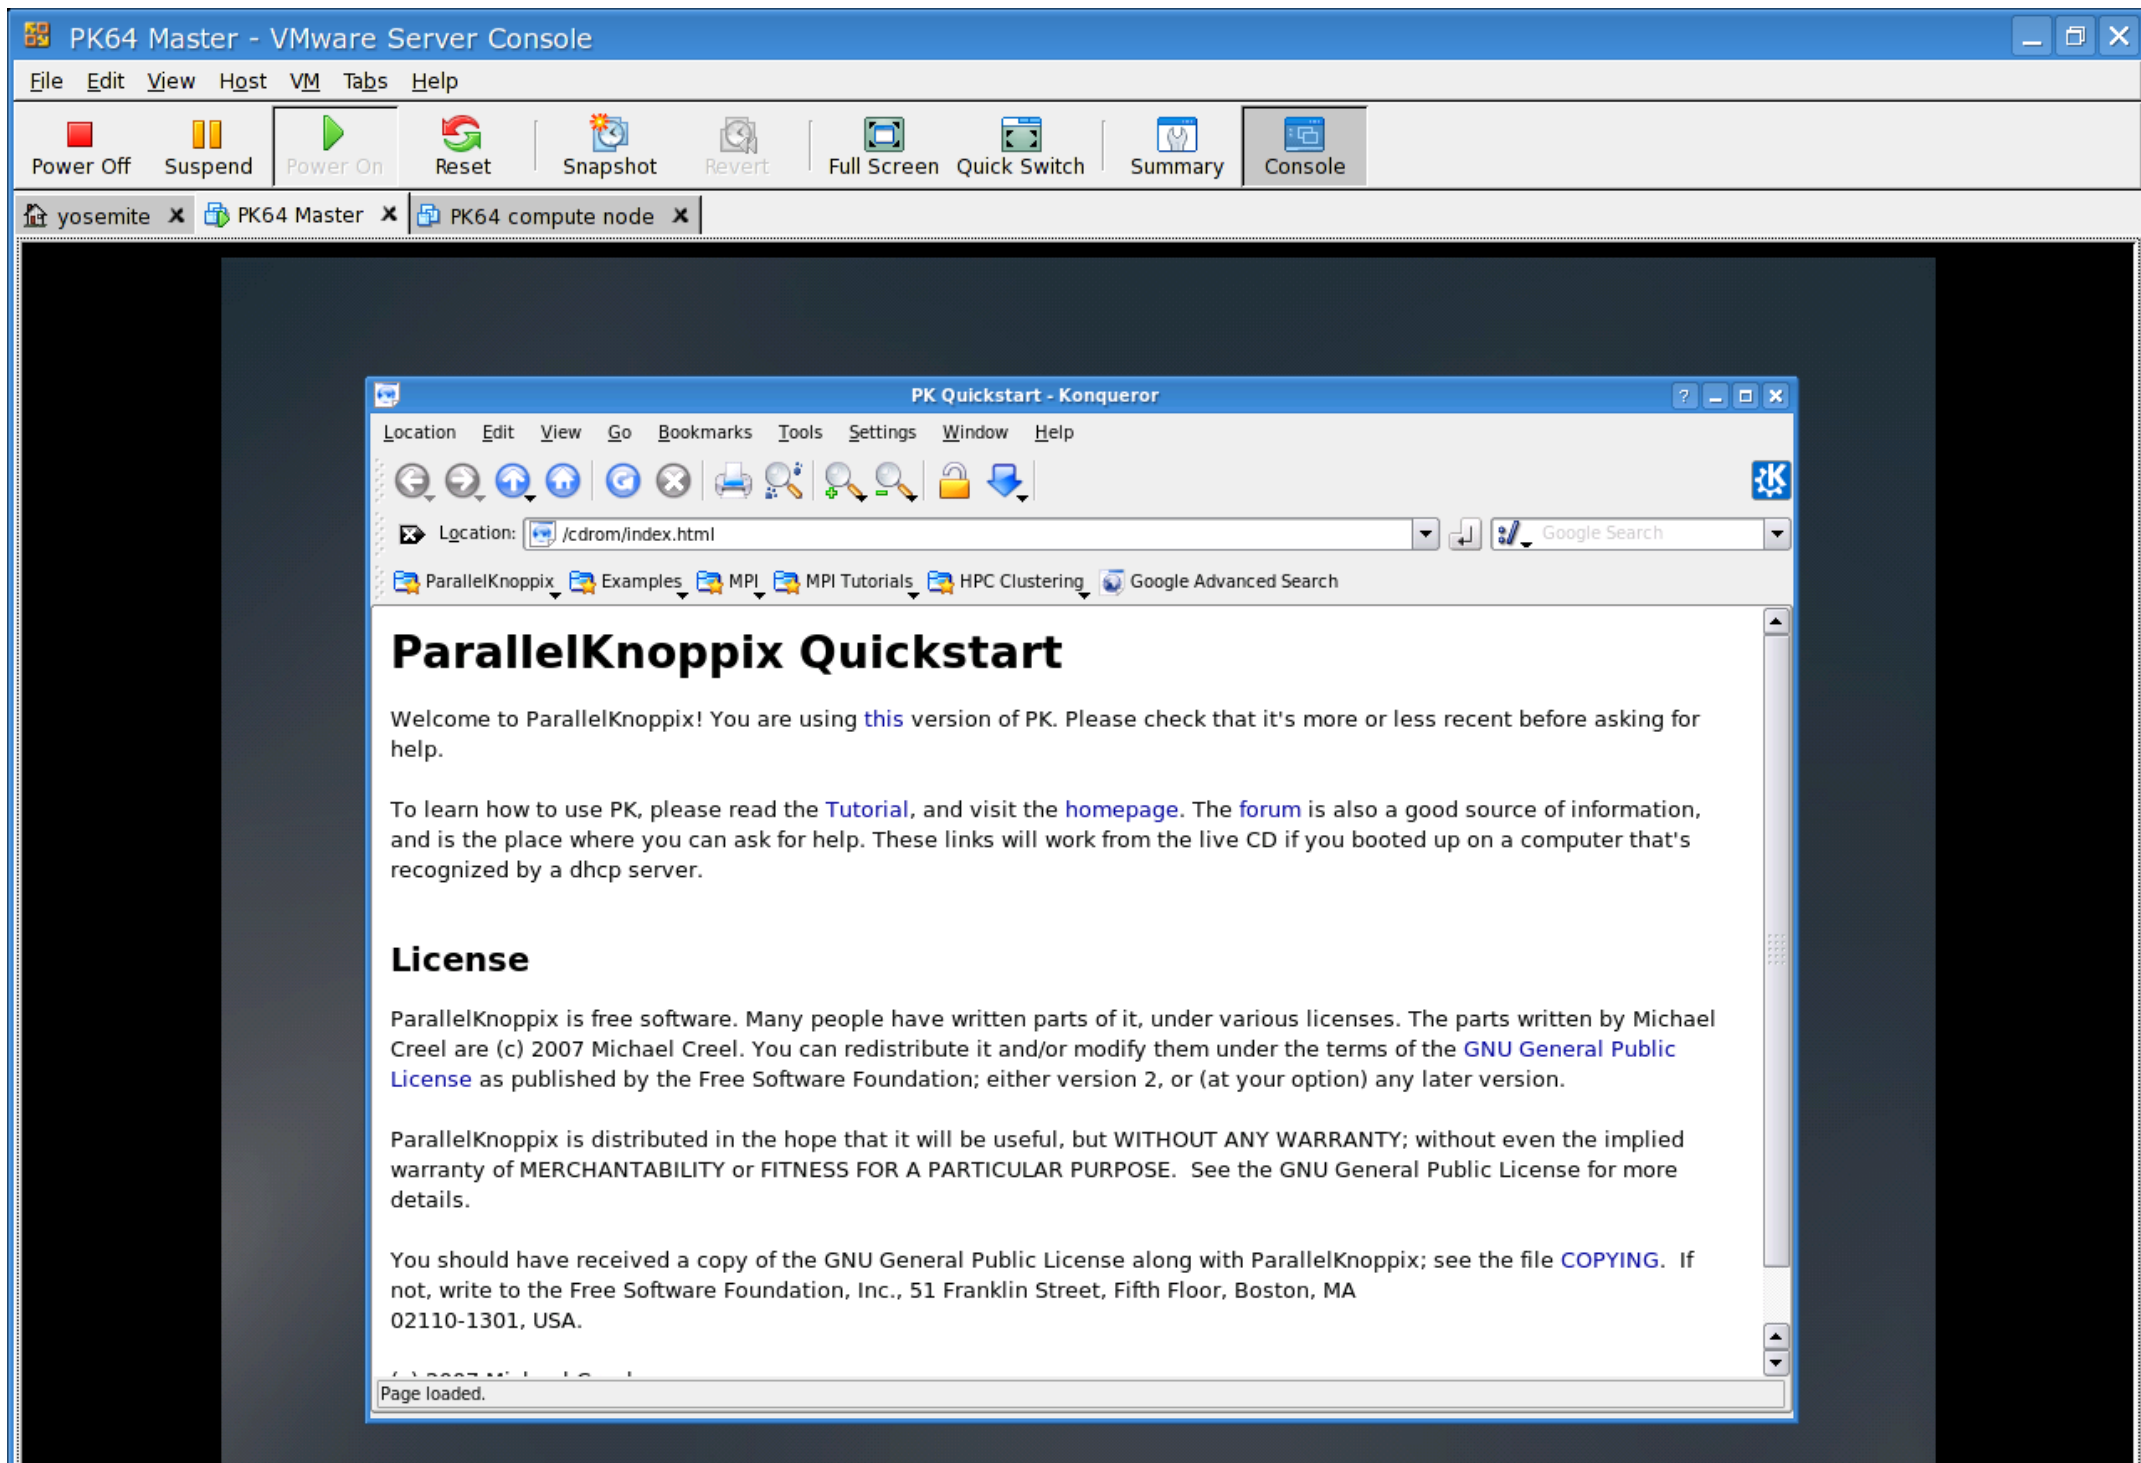 PK64 Master - VMware Server Console
File Edit View Host VM Tabs Help
Power Off Suspend Power On Reset Snapshot Revert Full Screen Quick Switch Summary Console
yosemite PK64 Master PK64 compute node
PK Quickstart - Konqueror
Location Edit View Go Bookmarks Tools Settings Window Help
Location: /cdrom/index.html Google Search
ParallelKnoppix Examples MPI MPI Tutorials HPC Clustering Google Advanced Search
ParallelKnoppix Quickstart
Welcome to ParallelKnoppix! You are using this version of PK. Please check that it's more or less recent before asking for
help.
To learn how to use PK, please read the Tutorial, and visit the homepage. The forum is also a good source of information,
and is the place where you can ask for help. These links will work from the live CD if you booted up on a computer that's
recognized by a dhcp server.
License
ParallelKnoppix is free software. Many people have written parts of it, under various licenses. The parts written by Michael
Creel are (c) 2007 Michael Creel. You can redistribute it and/or modify them under the terms of the GNU General Public
License as published by the Free Software Foundation; either version 2, or (at your option) any later version.
ParallelKnoppix is distributed in the hope that it will be useful, but WITHOUT ANY WARRANTY; without even the implied
warranty of MERCHANTABILITY or FITNESS FOR A PARTICULAR PURPOSE.  See the GNU General Public License for more
details.
You should have received a copy of the GNU General Public License along with ParallelKnoppix; see the file COPYING.  If
not, write to the Free Software Foundation, Inc., 51 Franklin Street, Fifth Floor, Boston, MA
02110-1301, USA.
Page loaded.